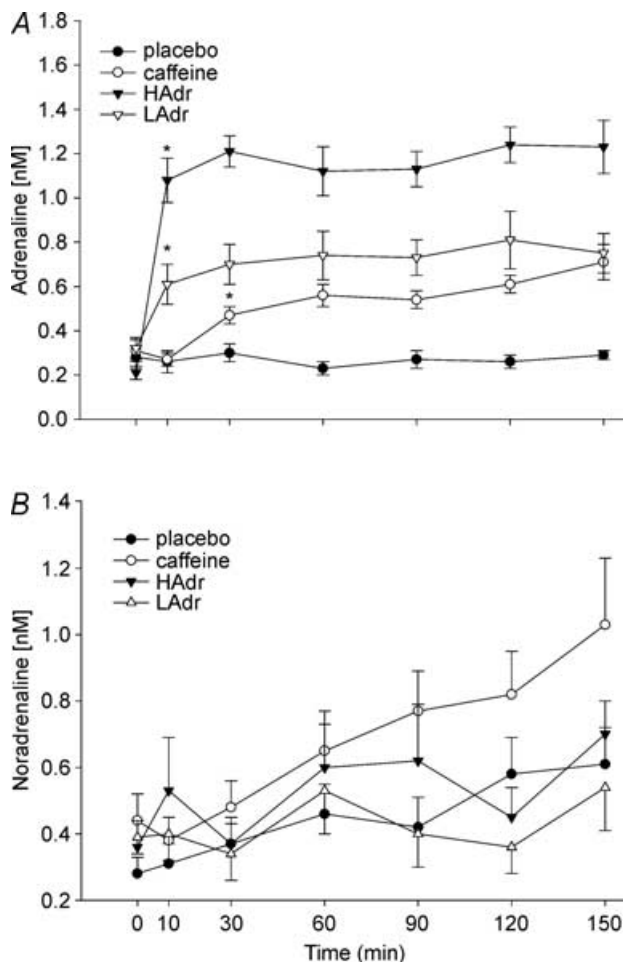 A
placebo
caffeine
HAdr
LAdr
Adrenaline [nM]
1.8
1.6
1.4
1.2
1.0
0.8
0.6
0.4
0.2
0.0
*
*
*
B
placebo
caffeine
HAdr
LAdr
Noradrenaline [nM]
1.4
1.2
1.0
0.8
0.6
0.4
0.2
0 10 30 60 90 120 150
Time (min)